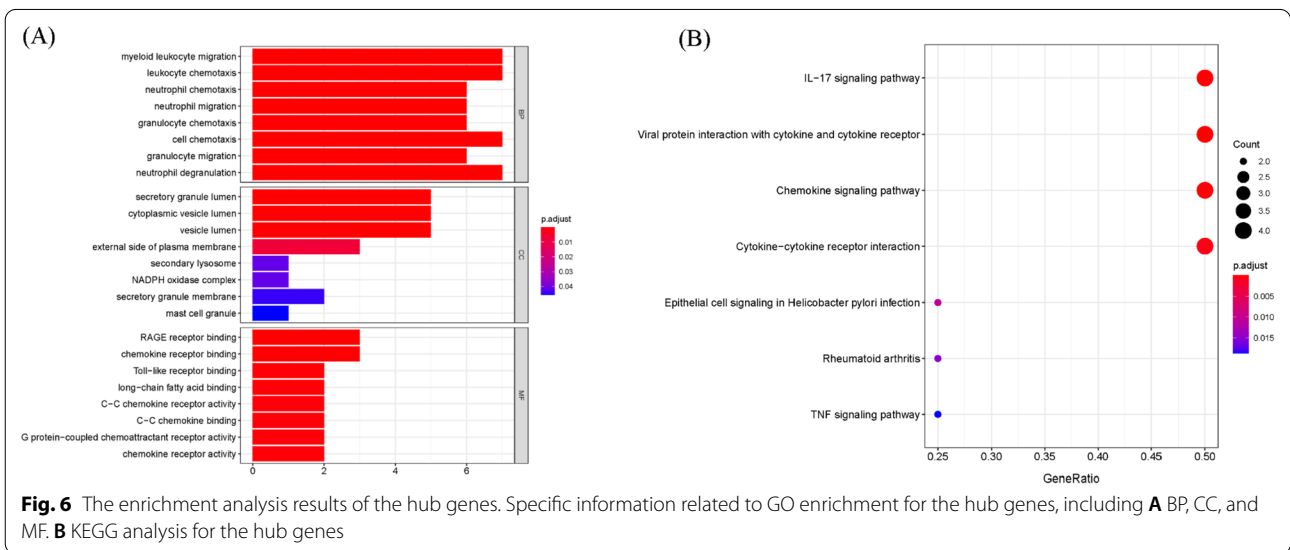 (A)
myeloid leukocyte migration
leukocyte chemotaxis
neutrophil chemotaxis
neutrophil migration
granulocyte chemotaxis
cell chemotaxis
granulocyte migration
neutrophil degranulation
BP
secretory granule lumen
cytoplasmic vesicle lumen
vesicle lumen
external side of plasma membrane
secondary lysosome
NADPH oxidase complex
secretory granule membrane
mast cell granule
CC
RAGE receptor binding
chemokine receptor binding
Toll-like receptor binding
long-chain fatty acid binding
C-C chemokine receptor activity
C-C chemokine binding
G protein-coupled chemoattractant receptor activity
chemokine receptor activity
MF
0 2 4 6
p.adjust
0.01
0.02
0.03
0.04
(B)
IL-17 signaling pathway
Viral protein interaction with cytokine and cytokine receptor
Chemokine signaling pathway
Cytokine-cytokine receptor interaction
Epithelial cell signaling in Helicobacter pylori infection
Rheumatoid arthritis
TNF signaling pathway
0.25 0.30 0.35 0.40 0.45 0.50
GeneRatio
Count
2.0
2.5
3.0
3.5
4.0
p.adjust
0.005
0.010
0.015
Fig. 6 The enrichment analysis results of the hub genes. Specific information related to GO enrichment for the hub genes, including A BP, CC, and
MF. B KEGG analysis for the hub genes